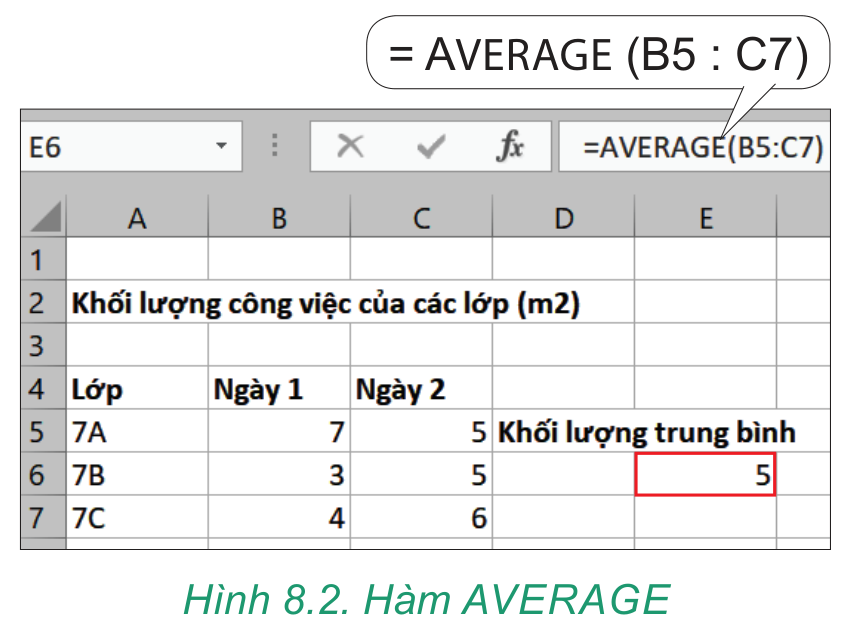 = AVERAGE (B5 : C7)
E6 fx =AVERAGE(B5:C7)
A B C D E
1
2 Khối lượng công việc của các lớp (m2)
3
4 Lớp Ngày 1 Ngày 2
5 7A 7 5 Khối lượng trung bình
6 7B 3 5 5
7 7C 4 6
Hình 8.2. Hàm AVERAGE